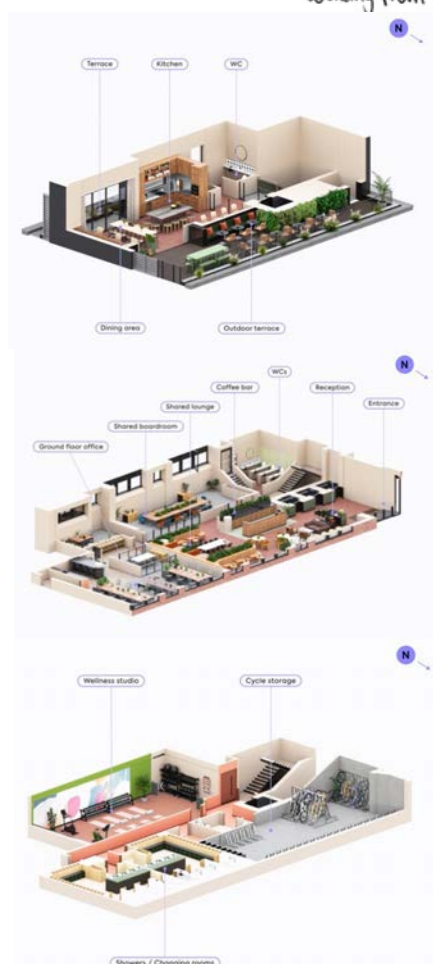 N
Terrace
Kitchen
WC
Dining area
Outdoor terrace
N
WCs
Coffee bar
Reception
Shared lounge
Entrance
Shared boardroom
Ground floor office
N
Wellness studio
Cycle storage
Showers / Changing rooms